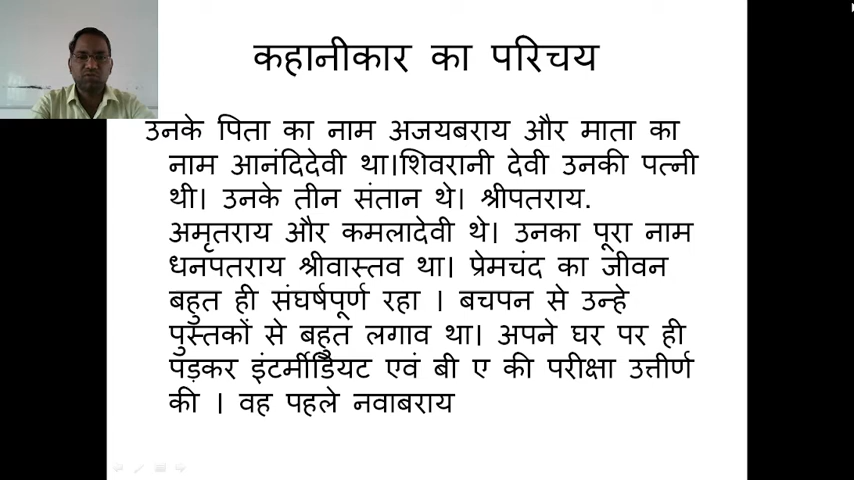 कहानीकार का परिचय
उनके पिता का नाम अजयबराय और माता का
नाम आनंदिदेवी था।शिवरानी देवी उनकी पत्नी
थी। उनके तीन संतान थे। श्रीपतराय.
अमृतराय और कमलादेवी थे। उनका पूरा नाम
धनपतराय श्रीवास्तव था। प्रेमचंद का जीवन
बहुत ही संघर्षपूर्ण रहा । बचपन से उन्हे
पुस्तकों से बहुत लगाव था। अपने घर पर ही
पड़कर इंटर्मीडियट एवं बी ए की परीक्षा उत्तीर्ण
की । वह पहले नवाबराय